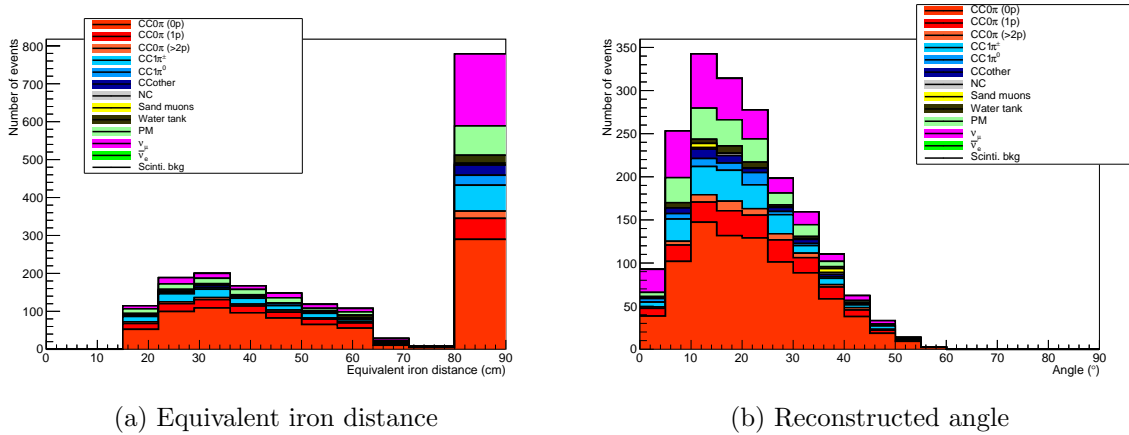 CC0π (0p)
CC0π (1p)
CC0π (>2p)
CC1π±
CC1π⁰
CCother
NC
Sand muons
Water tank
PM
ν_μ
ν̄_e
Scinti. bkg
Number of events
800
700
600
500
400
300
200
100
0
0 10 20 30 40 50 60 70 80 90
Equivalent iron distance (cm)
(a) Equivalent iron distance
CC0π (0p)
CC0π (1p)
CC0π (>2p)
CC1π±
CC1π⁰
CCother
NC
Sand muons
Water tank
PM
ν_μ
ν̄_e
Scinti. bkg
Number of events
350
300
250
200
150
100
50
0
0 10 20 30 40 50 60 70 80 90
Angle (°)
(b) Reconstructed angle